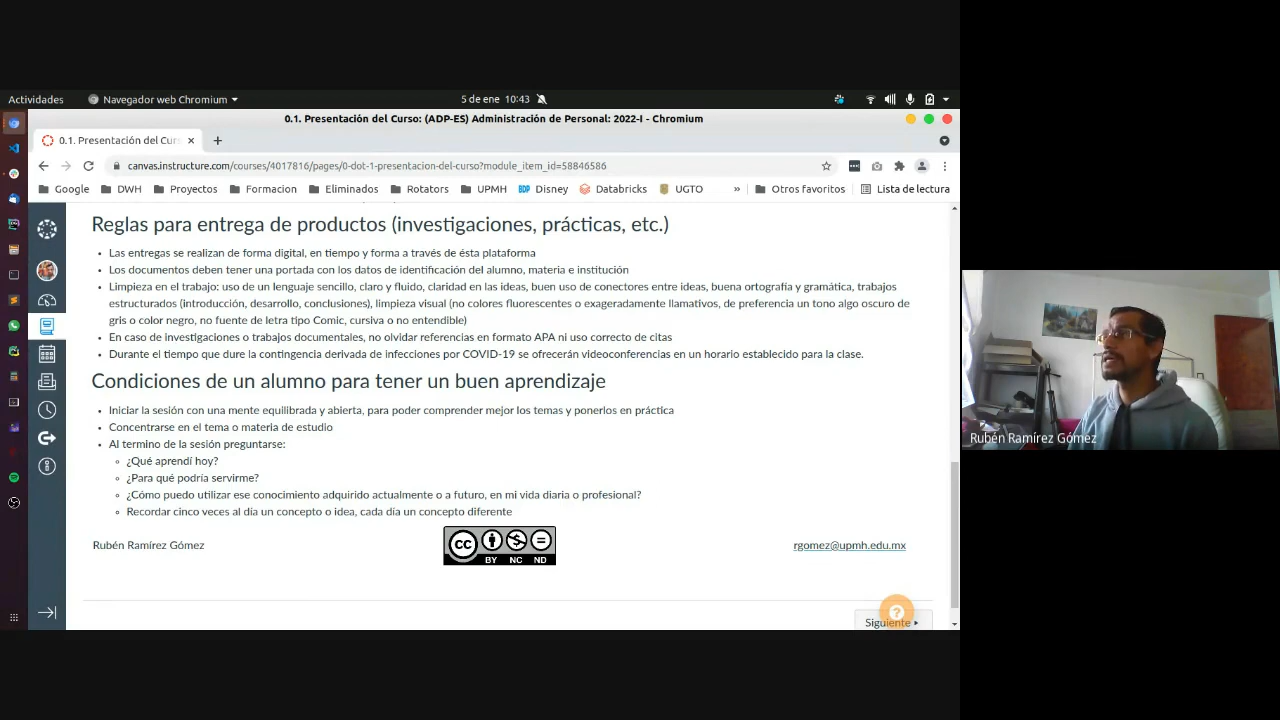 Actividades
Navegador web Chromium
5 de ene 10:43
0.1. Presentación del Curso: (ADP-ES) Administración de Personal: 2022-I - Chromium
0.1. Presentación del Curs
canvas.instructure.com/courses/4017816/pages/0-dot-1-presentacion-del-curso?module_item_id=58846586
Google DWH Proyectos Formacion Eliminados Rotators UPMH Disney Databricks UGTO » Otros favoritos Lista de lectura
Reglas para entrega de productos (investigaciones, prácticas, etc.)
Las entregas se realizan de forma digital, en tiempo y forma a través de ésta plataforma
Los documentos deben tener una portada con los datos de identificación del alumno, materia e institución
Limpieza en el trabajo: uso de un lenguaje sencillo, claro y fluido, claridad en las ideas, buen uso de conectores entre ideas, buena ortografía y gramática, trabajos
estructurados (introducción, desarrollo, conclusiones), limpieza visual (no colores fluorescentes o exageradamente llamativos, de preferencia un tono algo oscuro de
gris o color negro, no fuente de letra tipo Comic, cursiva o no entendible)
En caso de investigaciones o trabajos documentales, no olvidar referencias en formato APA ni uso correcto de citas
Durante el tiempo que dure la contingencia derivada de infecciones por COVID-19 se ofrecerán videoconferencias en un horario establecido para la clase.
Condiciones de un alumno para tener un buen aprendizaje
Iniciar la sesión con una mente equilibrada y abierta, para poder comprender mejor los temas y ponerlos en práctica
Concentrarse en el tema o materia de estudio
Al termino de la sesión preguntarse:
¿Qué aprendí hoy?
¿Para qué podría servirme?
¿Cómo puedo utilizar ese conocimiento adquirido actualmente o a futuro, en mi vida diaria o profesional?
Recordar cinco veces al día un concepto o idea, cada día un concepto diferente
Rubén Ramírez Gómez
CC BY NC ND
rgomez@upmh.edu.mx
Siguiente
Rubén Ramírez Gómez